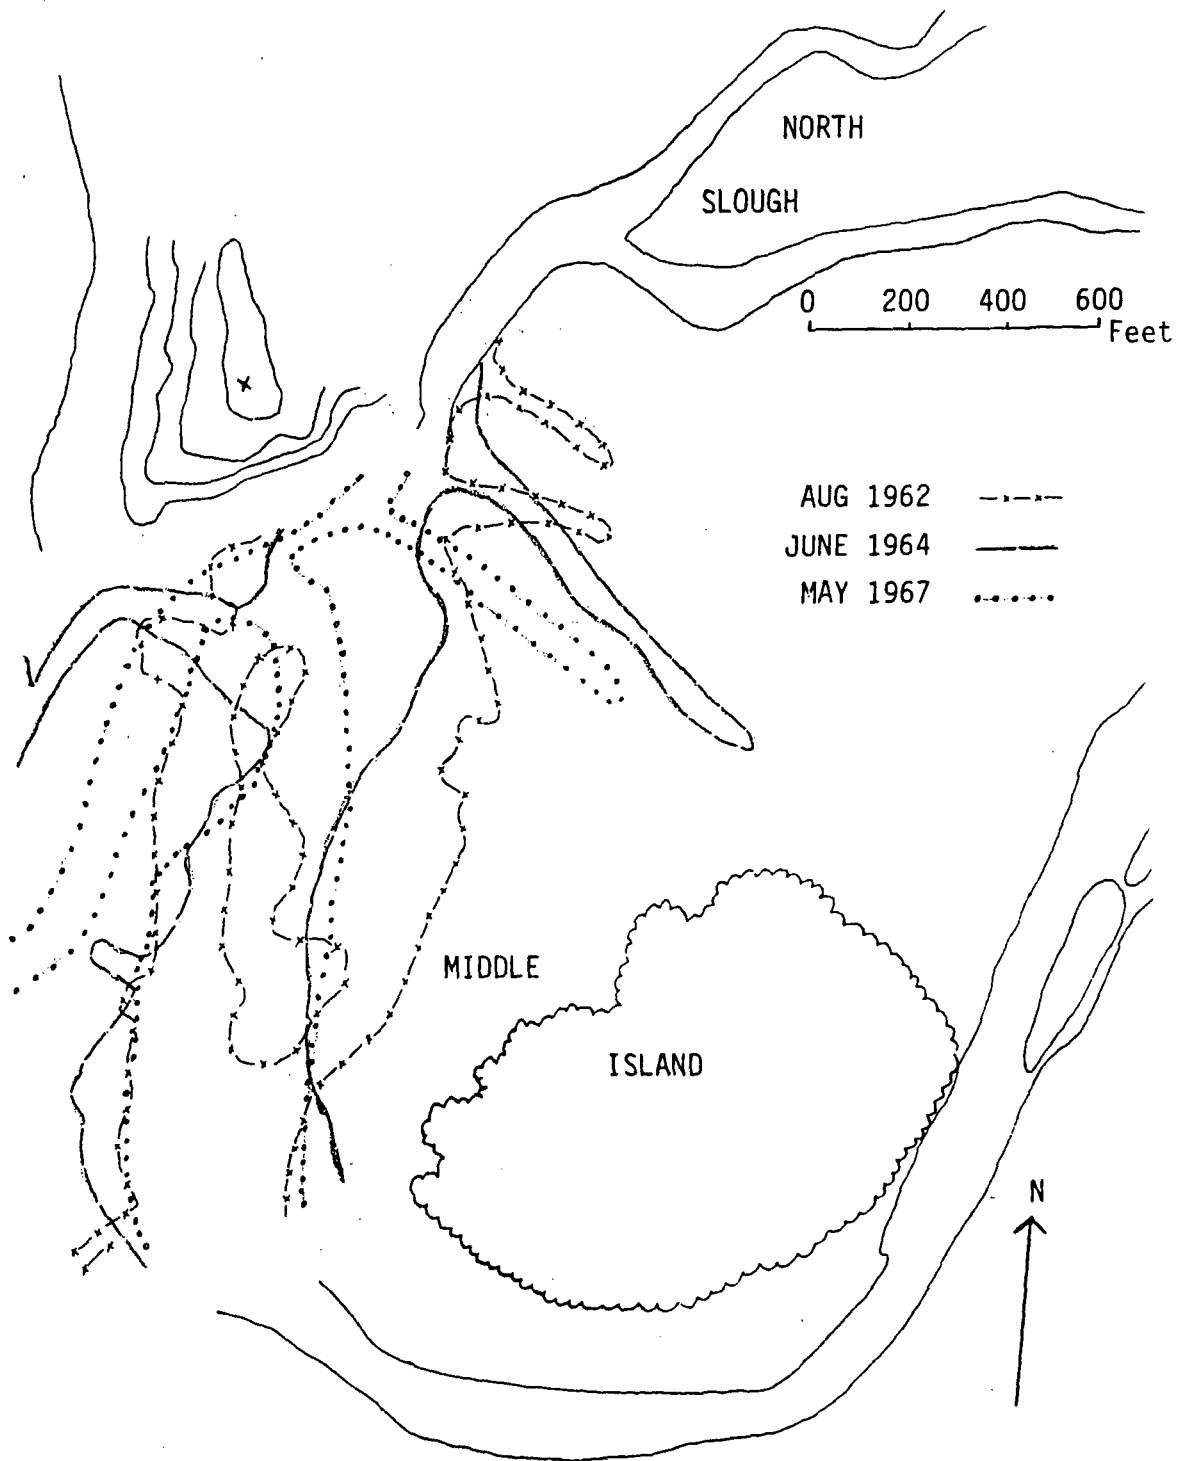 NORTH
SLOUGH
0 200 400 600
Feet
AUG 1962
JUNE 1964
MAY 1967
MIDDLE
ISLAND
N